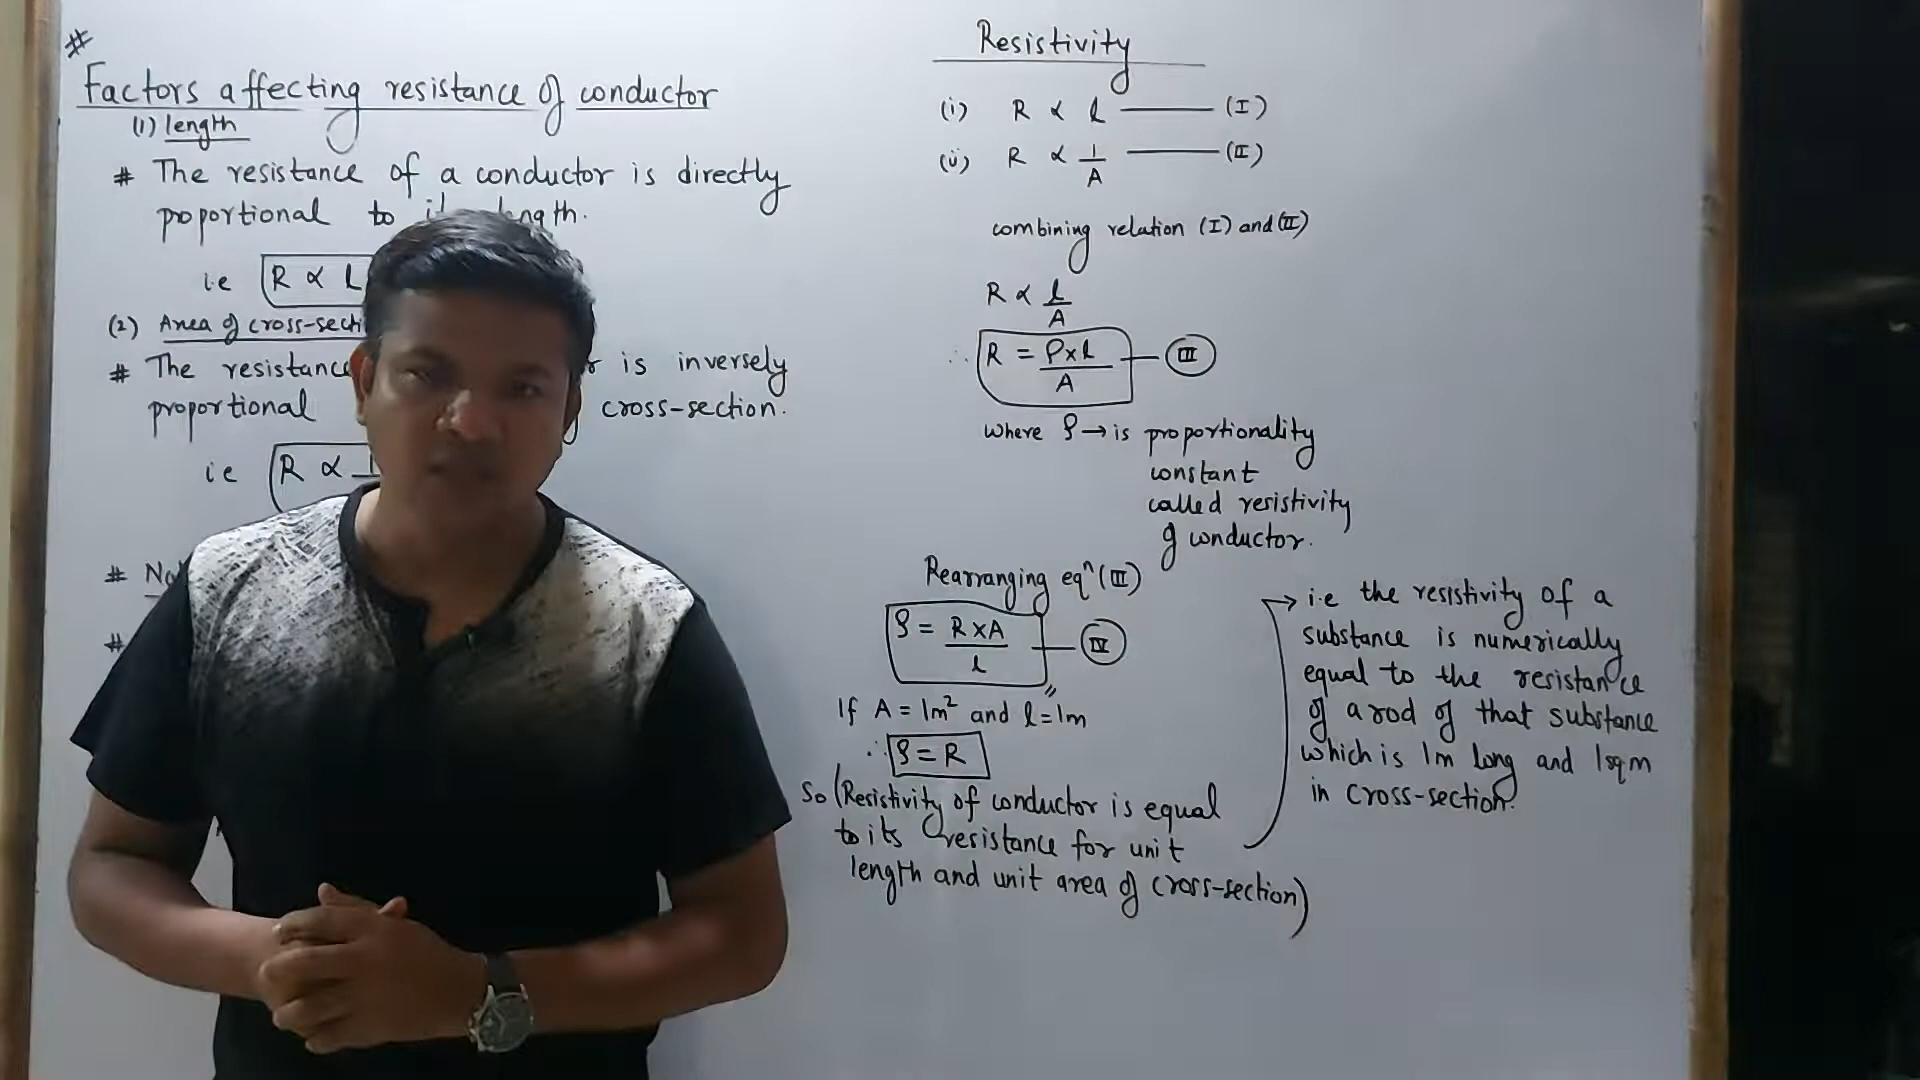 #
Factors affecting resistance of conductor
(1) length
# The resistance of a conductor is directly
proportional to length.
i.e R ∝ L
(2) Area of cross-secti
# The resistance is inversely
proportional cross-section.
ie R ∝ 1
#
#
Resistivity
(i) R ∝ l —— (I)
(ii) R ∝ 1/A —— (II)
combining relation (I) and (II)
R ∝ l/A
∴ R = ρ×l/A — (III)
where ρ → is proportionality
constant
called resistivity
of conductor.
Rearranging eqⁿ (III)
ρ = R×A/l — (IV)
If A = 1m² and l = 1m
∴ ρ = R
So (Resistivity of conductor is equal
to its resistance for unit
length and unit area of cross-section)
→ i.e the resistivity of a
substance is numerically
equal to the resistance
of a rod of that substance
which is 1m long and 1sqm
in cross-section.